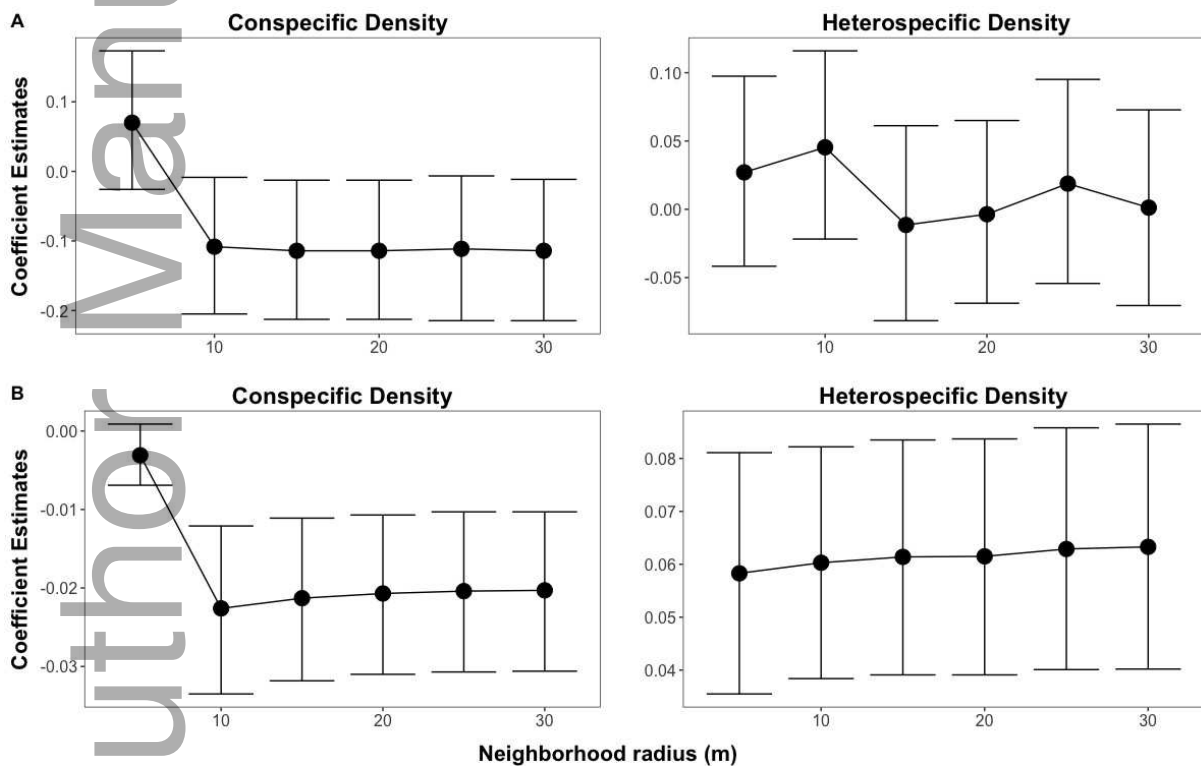 A
Conspecific Density
Heterospecific Density
Coefficient Estimates
0.1
0.0
-0.1
-0.2
10
20
30
0.10
0.05
0.00
-0.05
10
20
30
B
Conspecific Density
Heterospecific Density
Coefficient Estimates
0.00
-0.01
-0.02
-0.03
10
20
30
0.08
0.07
0.06
0.05
0.04
10
20
30
Neighborhood radius (m)
uthor
Manu